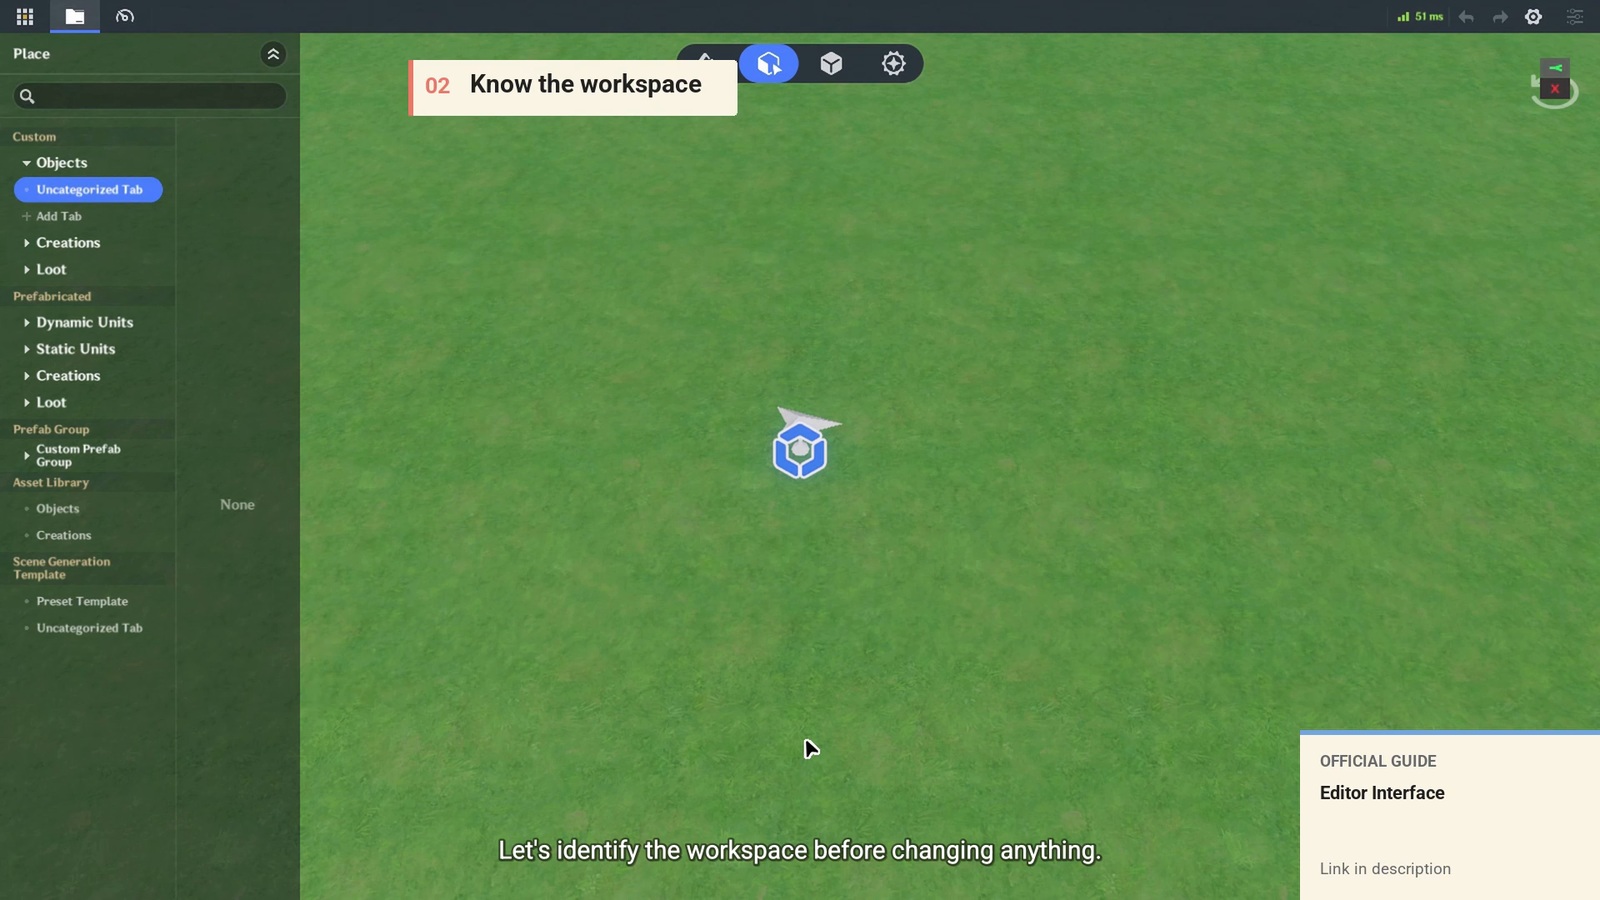 51 ms
Place
02 Know the workspace
Custom
Objects
Uncategorized Tab
Add Tab
Creations
Loot
Prefabricated
Dynamic Units
Static Units
Creations
Loot
Prefab Group
Custom Prefab
Group
Asset Library
Objects
Creations
Scene Generation
Template
Preset Template
Uncategorized Tab
None
X
OFFICIAL GUIDE
Editor Interface
Link in description
Let's identify the workspace before changing anything.